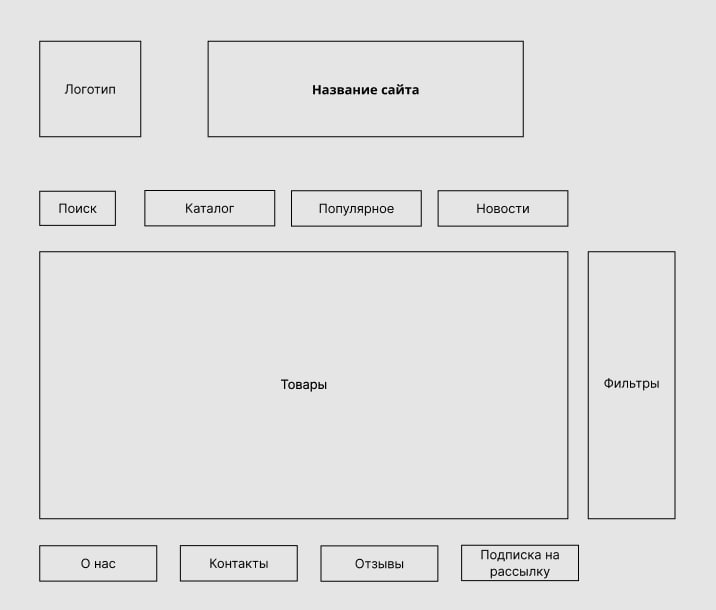 Логотип
Название сайта
Поиск
Каталог
Популярное
Новости
Товары
Фильтры
О нас
Контакты
Отзывы
Подписка на
рассылку